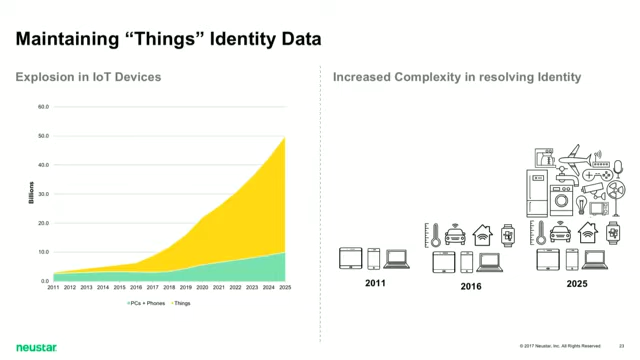 Maintaining “Things” Identity Data
Explosion in IoT Devices
Increased Complexity in resolving Identity
60.0
50.0
40.0
30.0
20.0
10.0
0.0
Billions
2011 2012 2013 2014 2015 2016 2017 2018 2019 2020 2021 2022 2023 2024 2025
PCs + Phones Things
2011
2016
2025
neustar
© 2017 Neustar, Inc. All Rights Reserved
23